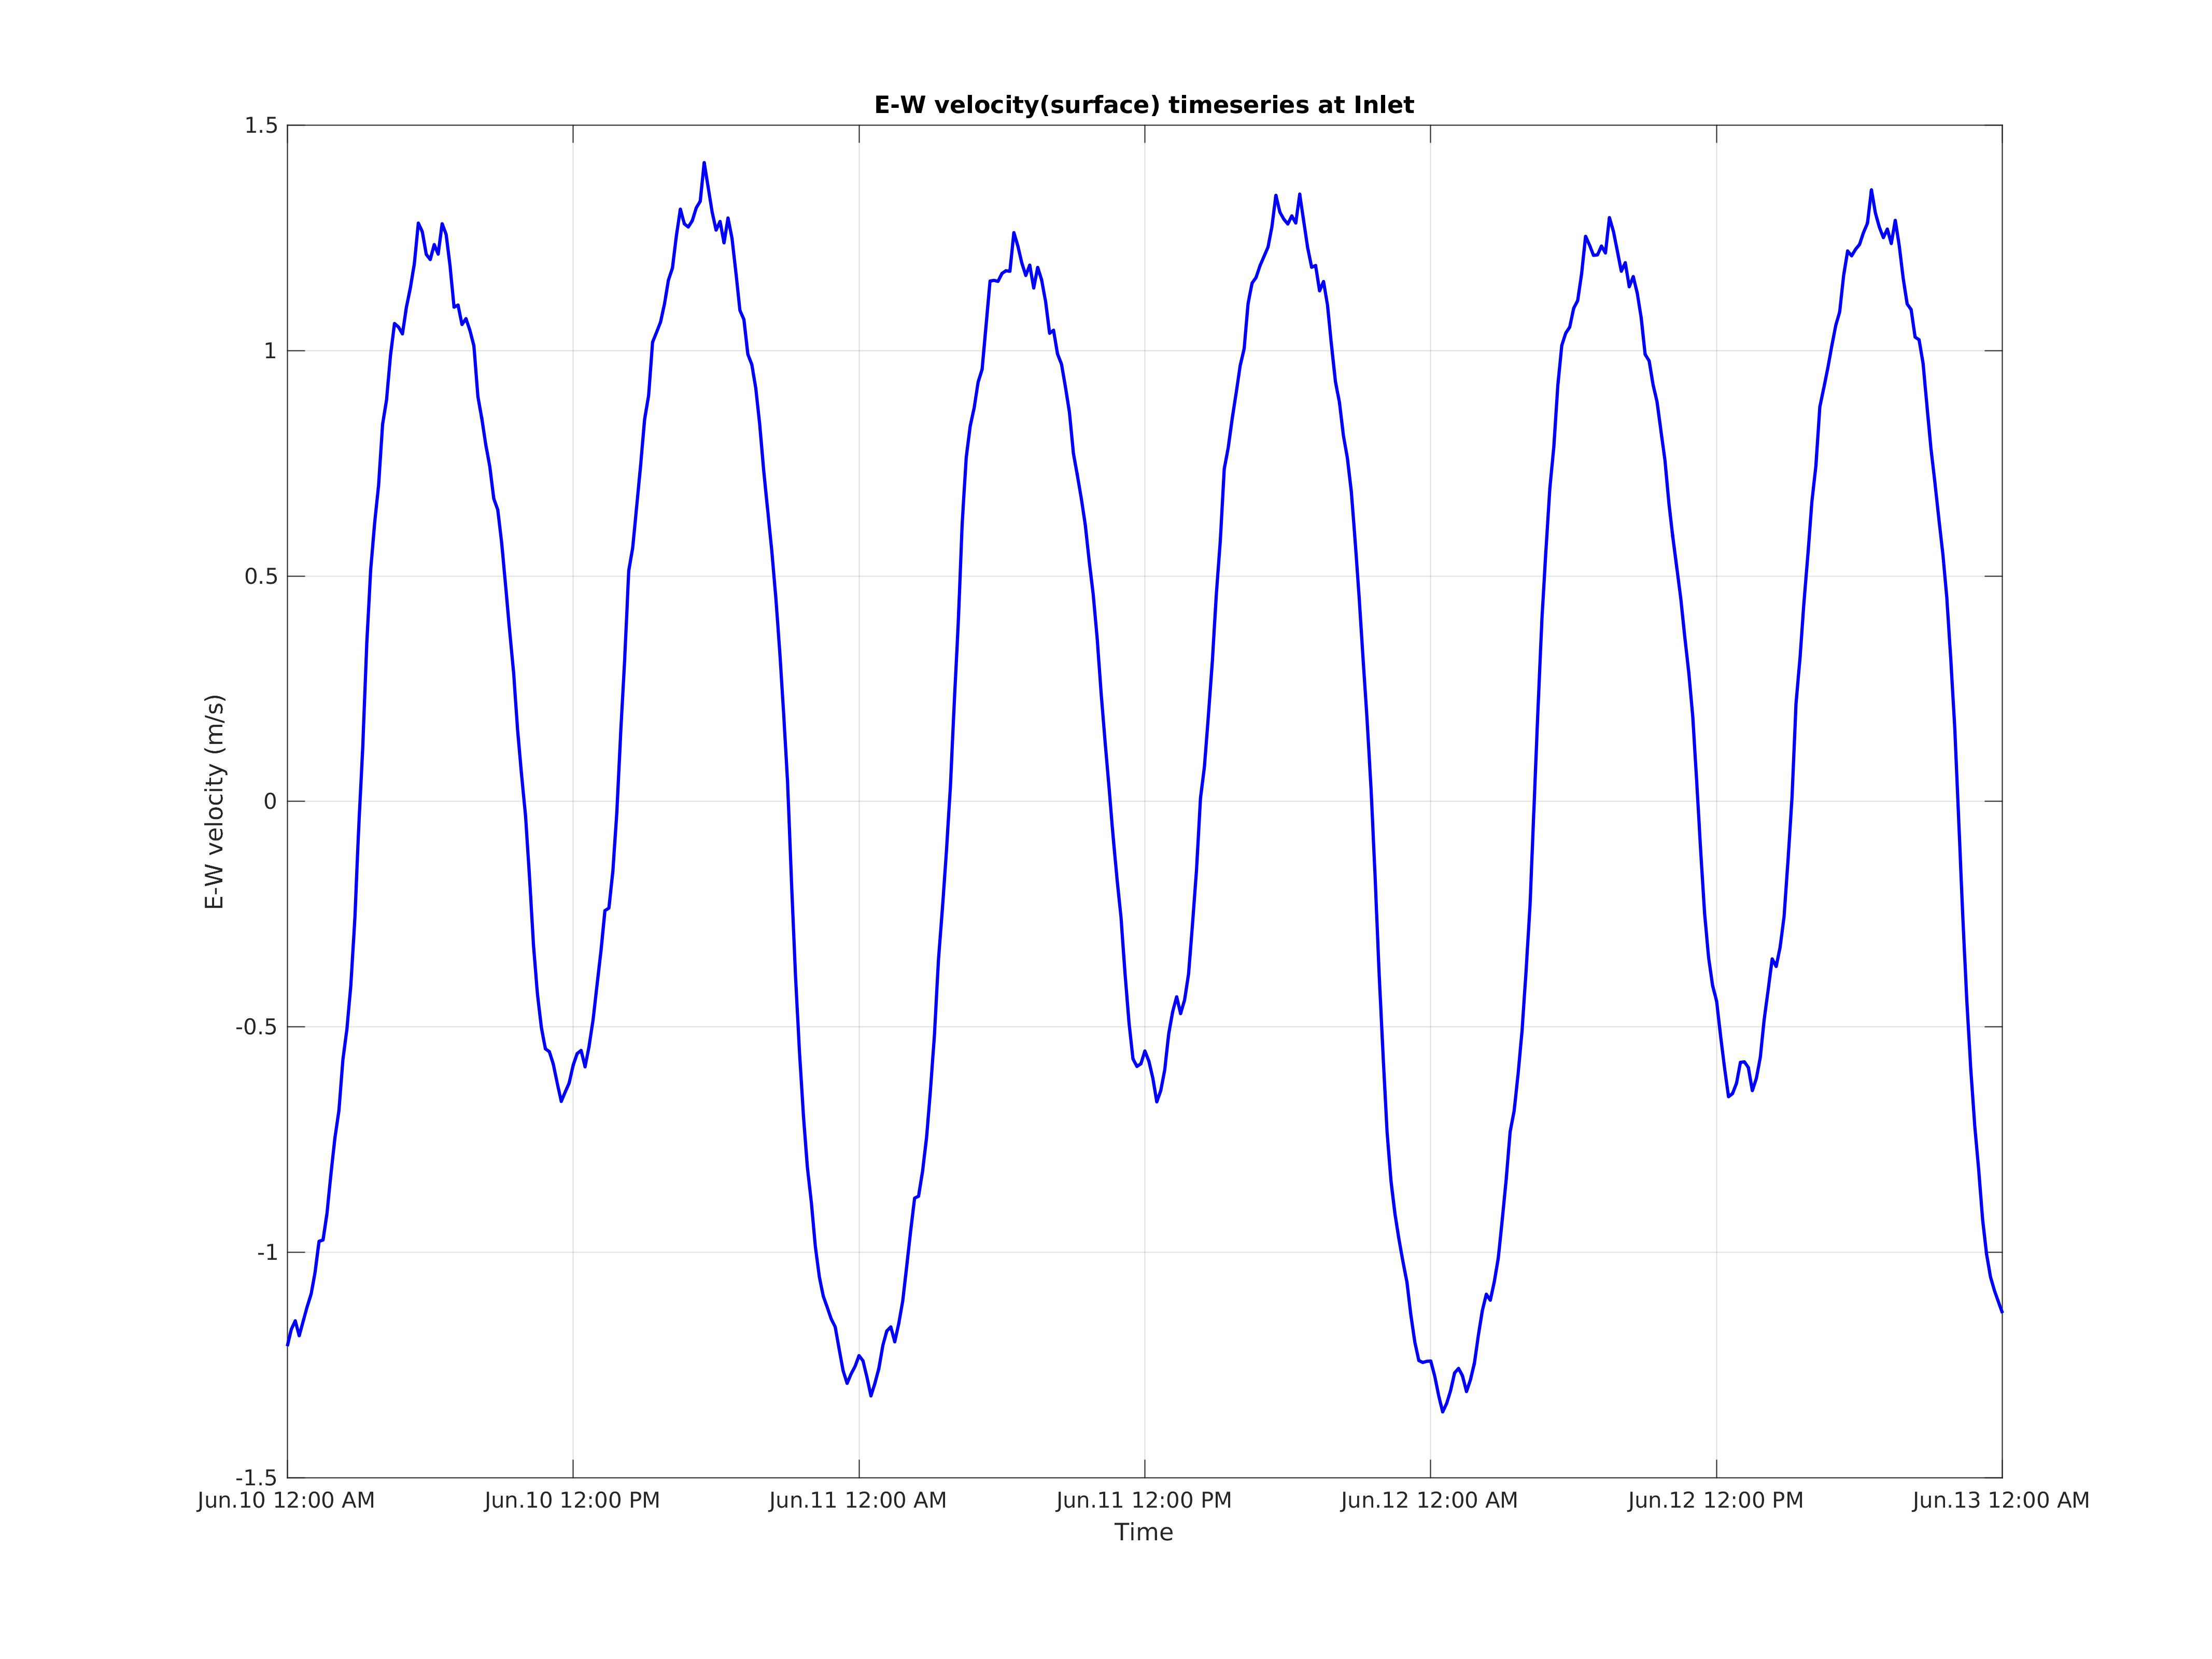 E-W velocity(surface) timeseries at Inlet
1.5
1
0.5
0
-0.5
-1
-1.5
E-W velocity (m/s)
Jun.10 12:00 AM
Jun.10 12:00 PM
Jun.11 12:00 AM
Jun.11 12:00 PM
Jun.12 12:00 AM
Jun.12 12:00 PM
Jun.13 12:00 AM
Time